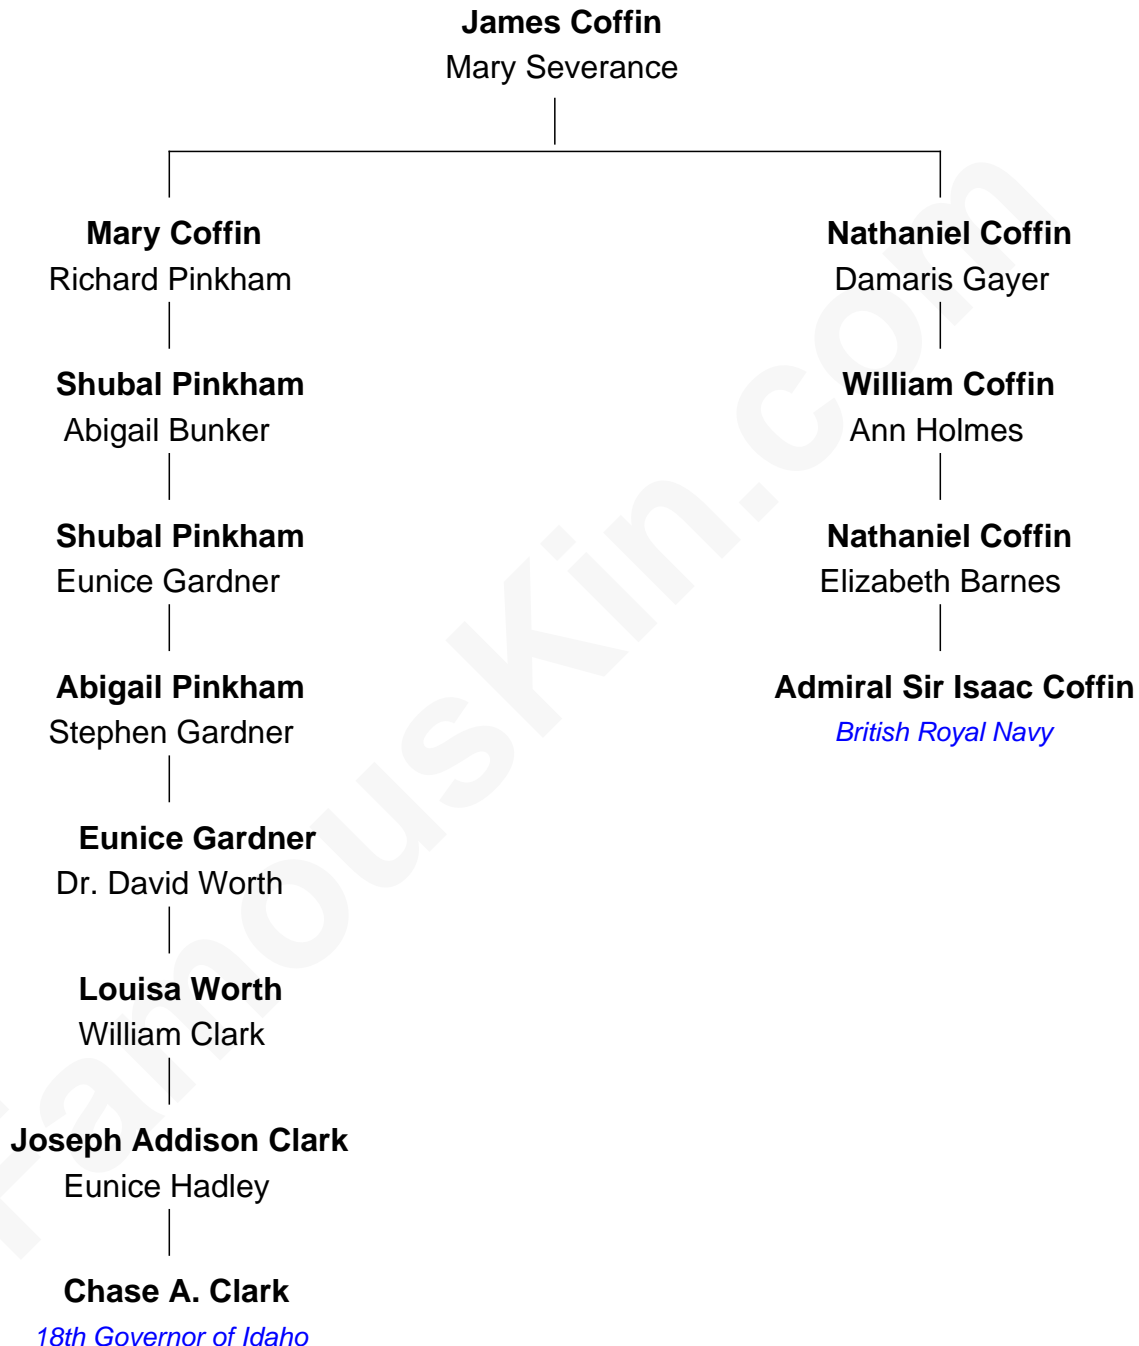 James Coffin
Mary Severance
Mary Coffin
Richard Pinkham
Nathaniel Coffin
Damaris Gayer
Shubal Pinkham
Abigail Bunker
William Coffin
Ann Holmes
Shubal Pinkham
Eunice Gardner
Nathaniel Coffin
Elizabeth Barnes
Abigail Pinkham
Stephen Gardner
Admiral Sir Isaac Coffin
British Royal Navy
Eunice Gardner
Dr. David Worth
Louisa Worth
William Clark
Joseph Addison Clark
Eunice Hadley
Chase A. Clark
18th Governor of Idaho
FamousKin.com